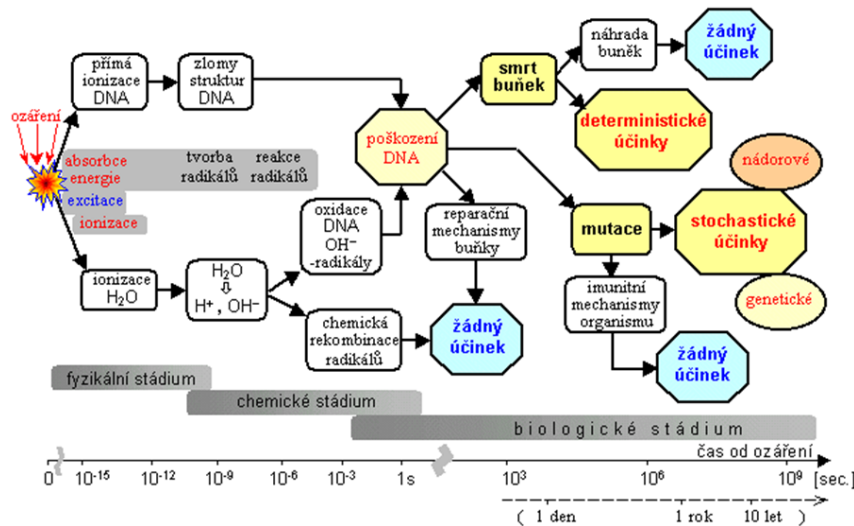 ozáření
přímá
ionizace
DNA
zlomy
struktur
DNA
absorbce
energie
excitace
ionizace
tvorba
radikálů
reakce
radikálů
ionizace
H₂O
H₂O
⇩
H⁺, OH⁻
oxidace
DNA
OH⁻
-radikály
chemická
rekombinace
radikálů
poškození
DNA
smrt
buňek
náhrada
buněk
žádný
účinek
deterministické
účinky
reparační
mechanismy
buňky
žádný
účinek
mutace
stochastické
účinky
nádorové
genetické
imunitní
mechanismy
organismu
žádný
účinek
fyzikální stádium
chemické stádium
biologické stádium
čas od ozáření
0 10⁻¹⁵ 10⁻¹² 10⁻⁹ 10⁻⁶ 10⁻³ 1s 10³ 10⁶ 10⁹ [sec.]
( 1 den 1 rok 10 let )